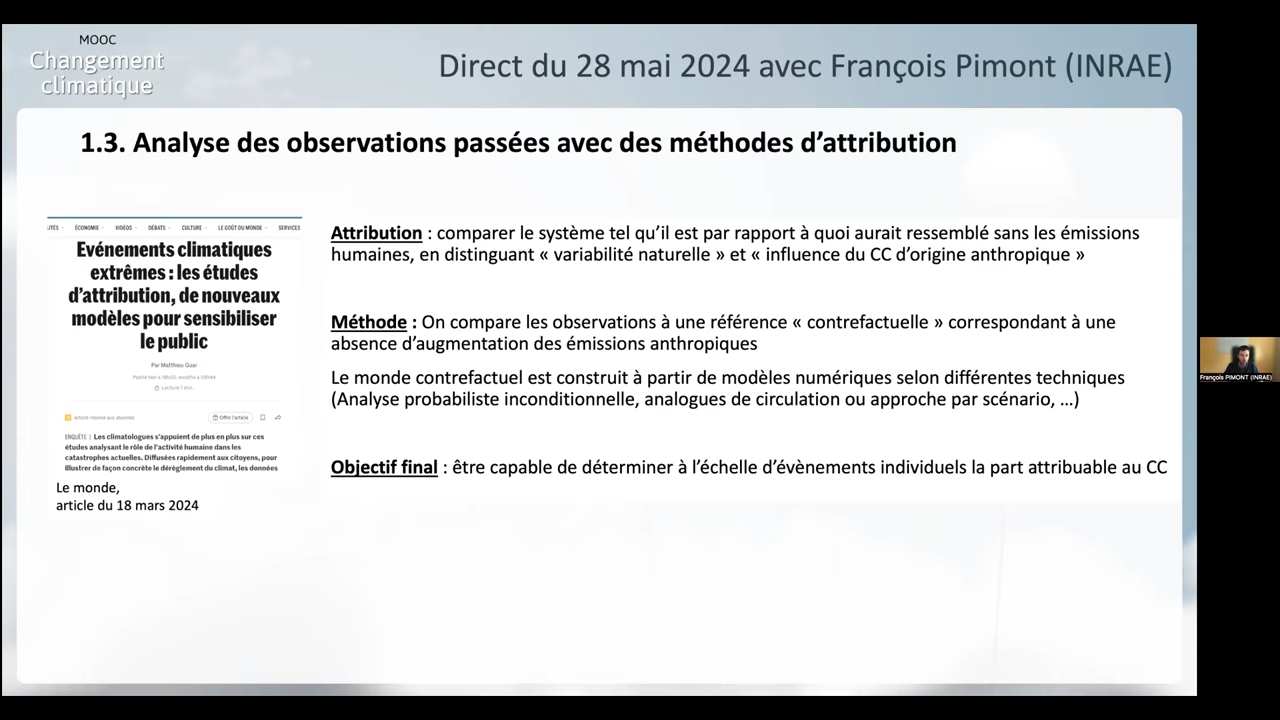 MOOC
Changement
climatique
Direct du 28 mai 2024 avec François Pimont (INRAE)
1.3. Analyse des observations passées avec des méthodes d’attribution
ÉCONOMIE
VIDÉOS
DÉBATS
CULTURE
LE GOÛT DU MONDE
SERVICES
Evénements climatiques
extrêmes : les études
d’attribution, de nouveaux
modèles pour sensibiliser
le public
Par Matthieu Goar
Article réservé aux abonnés
Offrir l’article
ENQUÊTE | Les climatologues s’appuient de plus en plus sur ces
études analysant le rôle de l’activité humaine dans les
catastrophes actuelles. Diffusées rapidement aux citoyens, pour
illustrer de façon concrète le dérèglement du climat, les données
Le monde,
article du 18 mars 2024
Attribution : comparer le système tel qu’il est par rapport à quoi aurait ressemblé sans les émissions
humaines, en distinguant « variabilité naturelle » et « influence du CC d’origine anthropique »
Méthode : On compare les observations à une référence « contrefactuelle » correspondant à une
absence d’augmentation des émissions anthropiques
Le monde contrefactuel est construit à partir de modèles numériques selon différentes techniques
(Analyse probabiliste inconditionnelle, analogues de circulation ou approche par scénario, …)
Objectif final : être capable de déterminer à l’échelle d’évènements individuels la part attribuable au CC
François PIMONT (INRAE)